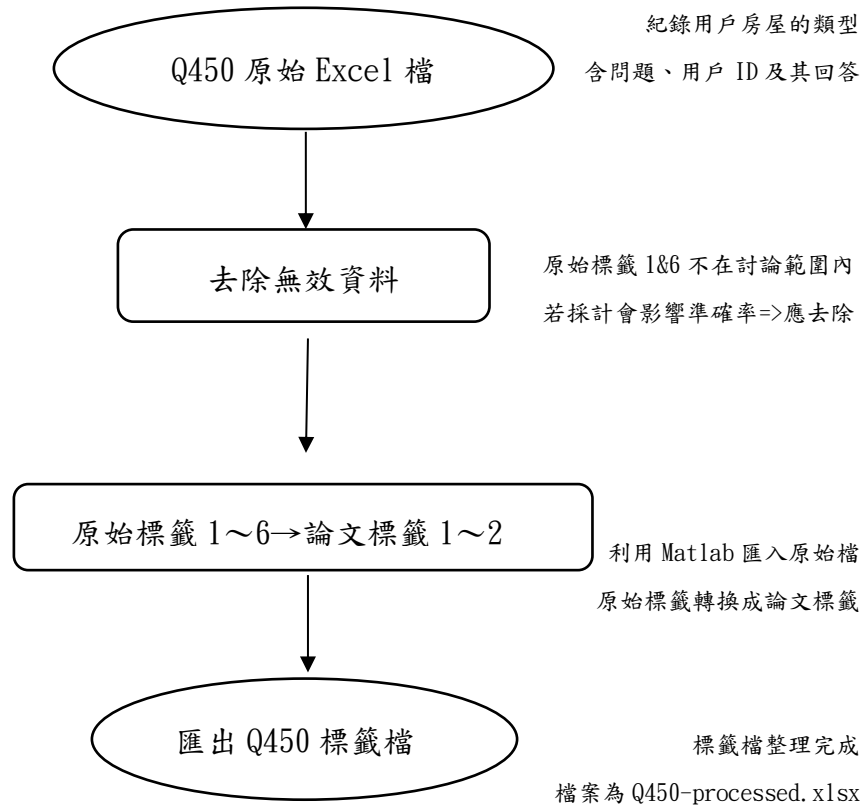 紀錄用戶房屋的類型
Q450 原始 Excel 檔
含問題、用戶 ID 及其回答
去除無效資料
原始標籤 1&6 不在討論範圍內
若採計會影響準確率=>應去除
原始標籤 1～6→論文標籤 1～2
利用 Matlab 匯入原始檔
原始標籤轉換成論文標籤
匯出 Q450 標籤檔
標籤檔整理完成
檔案為 Q450-processed.xlsx